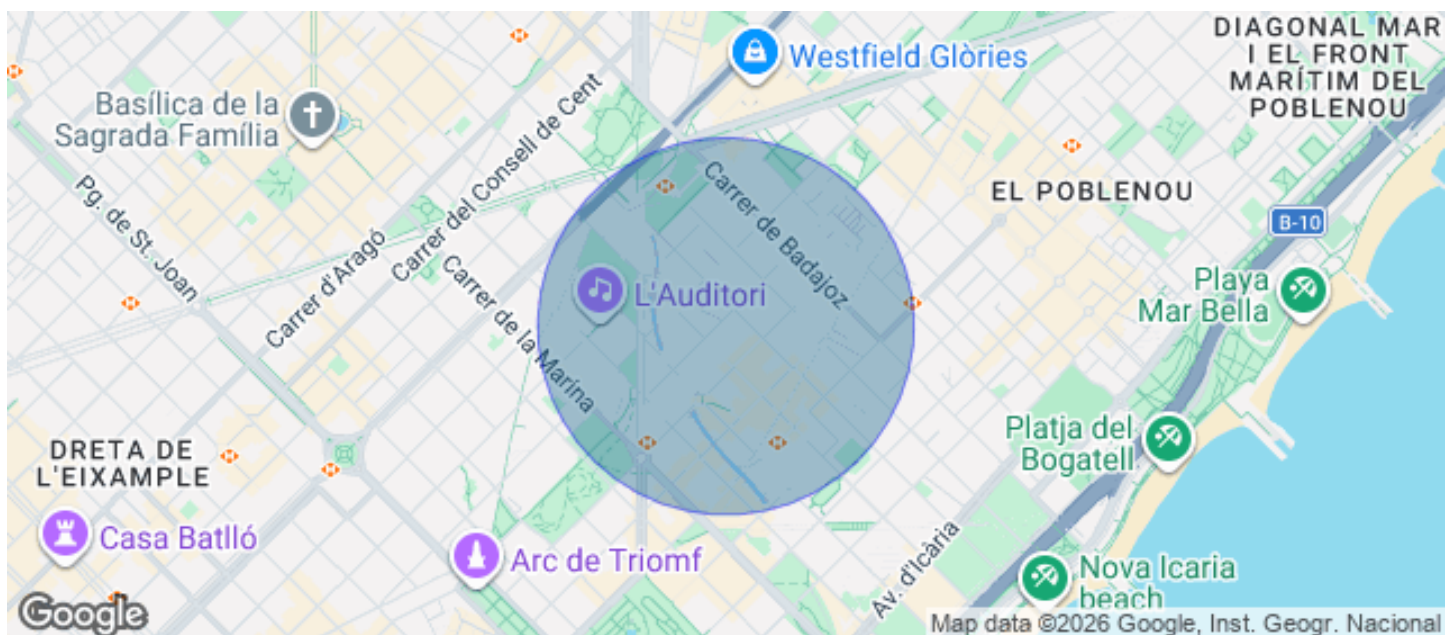 DIAGONAL MAR
I EL FRONT
MARÍTIM DEL
POBLENOU
Westfield Glòries
Basílica de la
Sagrada Família
Carrer del Consell de Cent
Pg. de St. Joan
Carrer d'Aragó
Carrer de Badajoz
EL POBLENOU
B-10
Carrer de la Marina
L'Auditori
Playa
Mar Bella
Platja del
Bogatell
DRETA DE
L'EIXAMPLE
Casa Batlló
Arc de Triomf
Av. d'Icària
Nova Icaria
beach
Google
Map data ©2026 Google, Inst. Geogr. Nacional